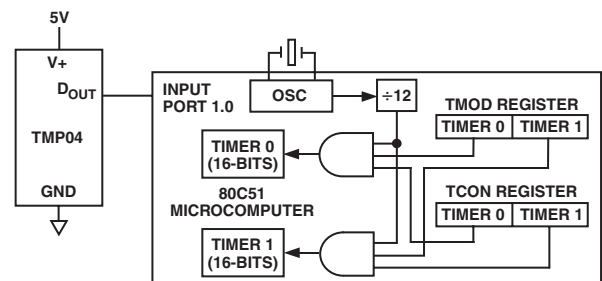 5V
V+
DOUT
TMP04
GND
INPUT
PORT 1.0
OSC
÷12
TIMER 0
(16-BITS)
80C51
MICROCOMPUTER
TIMER 1
(16-BITS)
TMOD REGISTER
TIMER 0 TIMER 1
TCON REGISTER
TIMER 0 TIMER 1